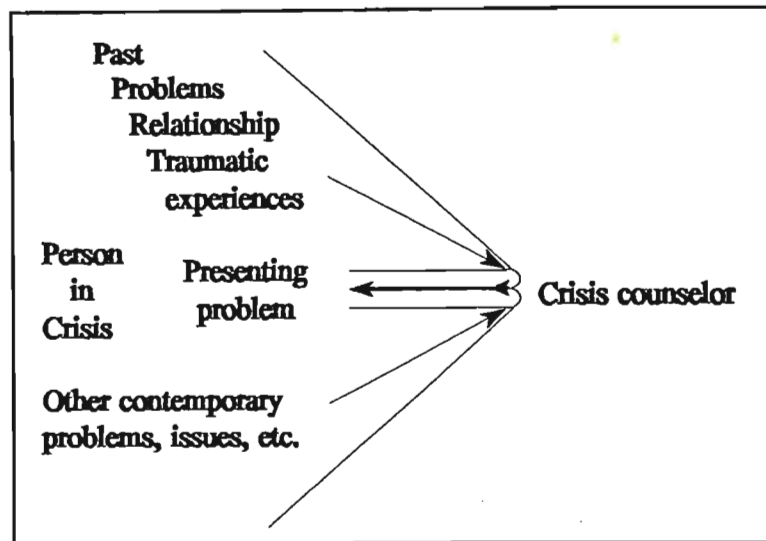 Past
Problems
Relationship
Traumatic
experiences
Person
in
Crisis
Presenting
problem
Crisis counselor
Other contemporary
problems, issues, etc.